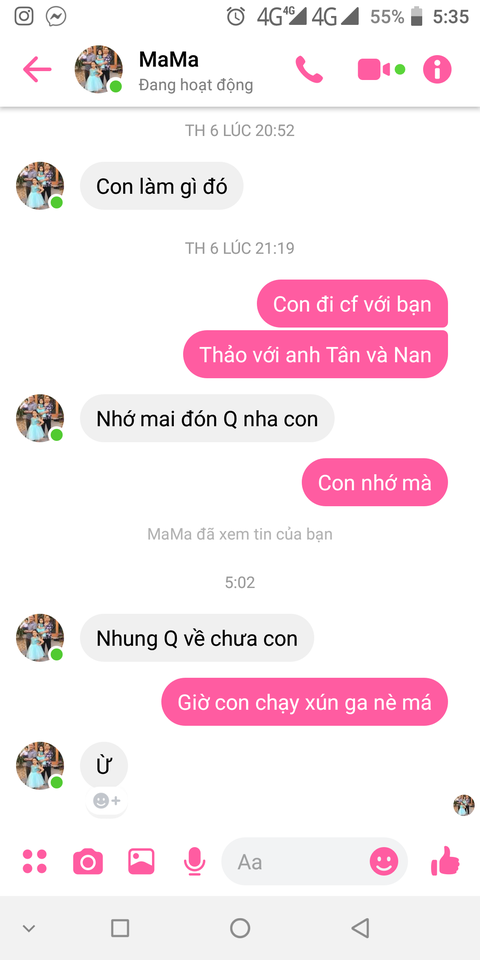 4G 4G 4G 55% 5:35
MaMa
Đang hoạt động
TH 6 LÚC 20:52
Con làm gì đó
TH 6 LÚC 21:19
Con đi cf với bạn
Thảo với anh Tân và Nan
Nhớ mai đón Q nha con
Con nhớ mà
MaMa đã xem tin của bạn
5:02
Nhung Q về chưa con
Giờ con chạy xún ga nè má
Ừ
Aa